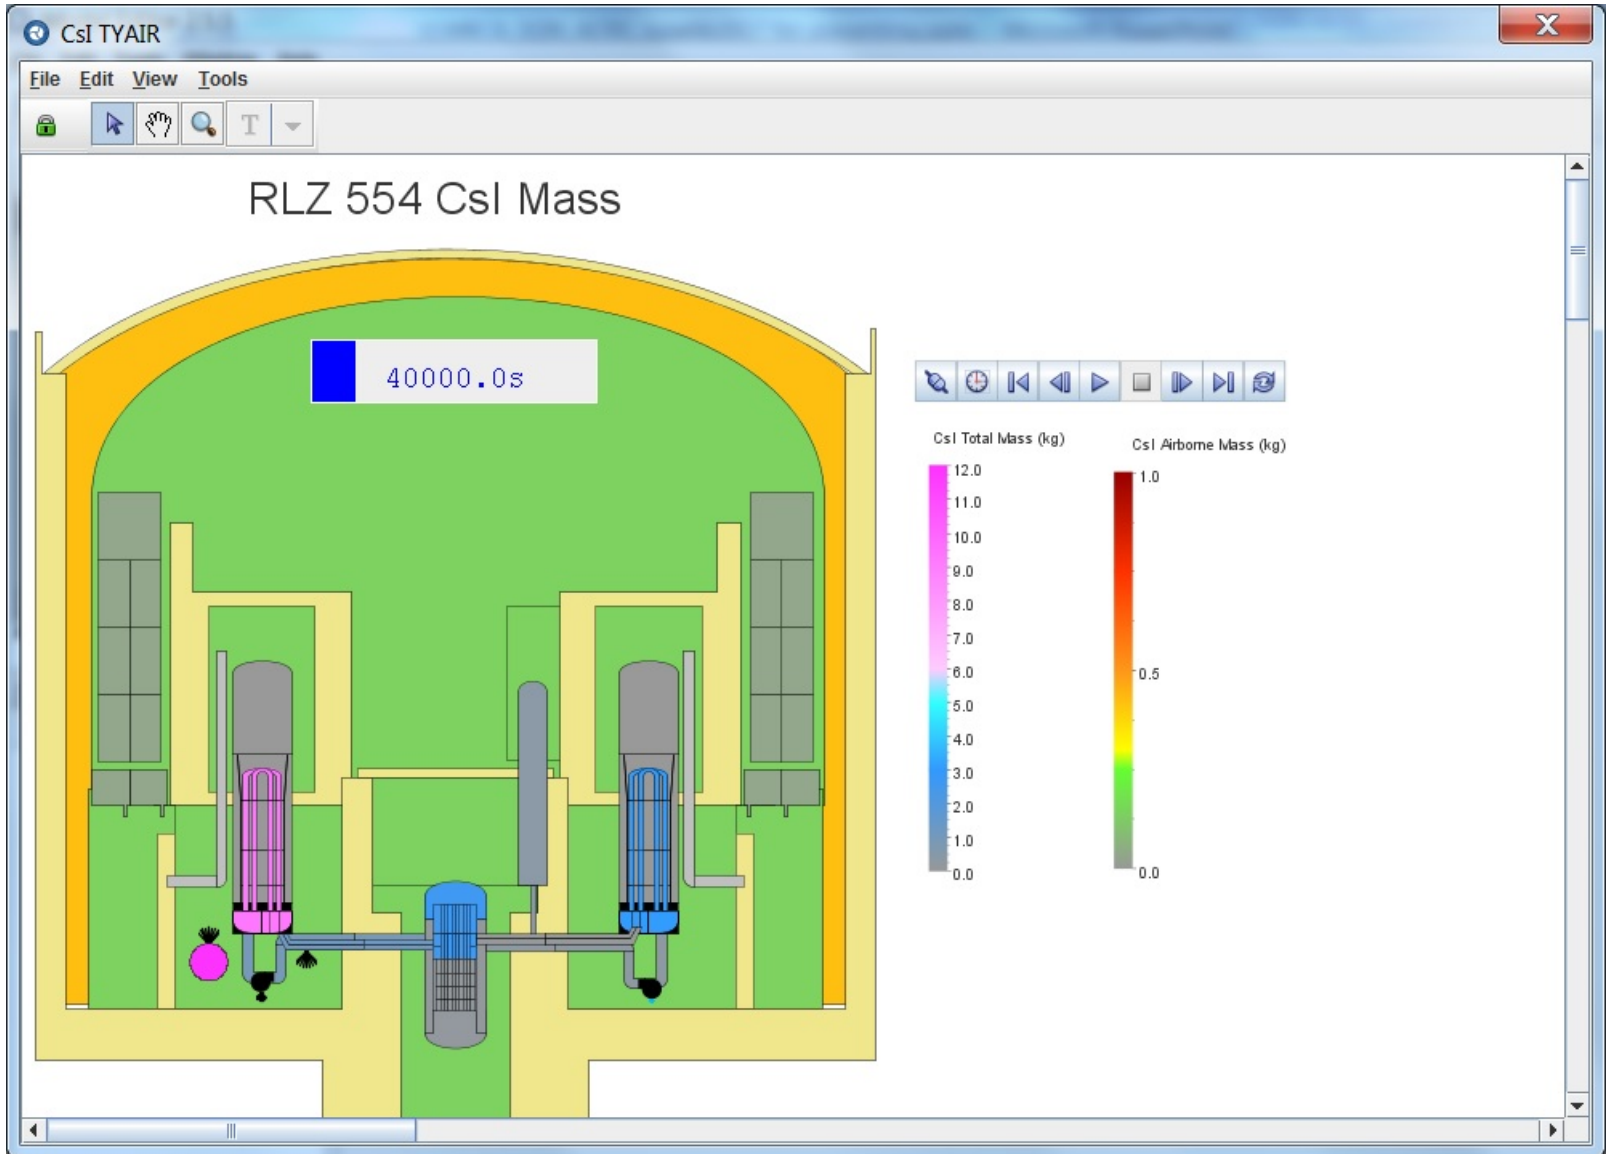 CsI TYAIR
File Edit View Tools
T
RLZ 554 CsI Mass
40000.0s
CsI Total Mass (kg)
12.0
11.0
10.0
9.0
8.0
7.0
6.0
5.0
4.0
3.0
2.0
1.0
0.0
CsI Airborne Mass (kg)
1.0
0.5
0.0